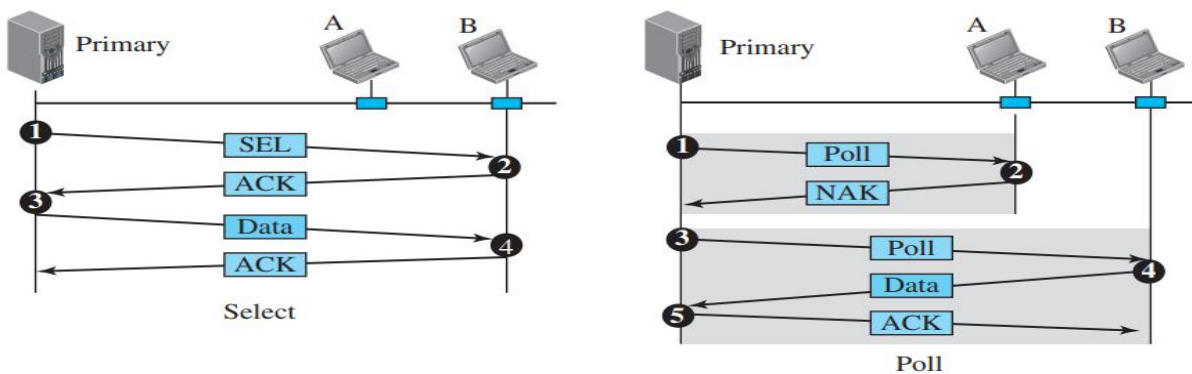 A
B
Primary
1
SEL
2
ACK
3
Data
4
ACK
Select
A
B
Primary
1
Poll
2
NAK
3
Poll
4
Data
5
ACK
Poll